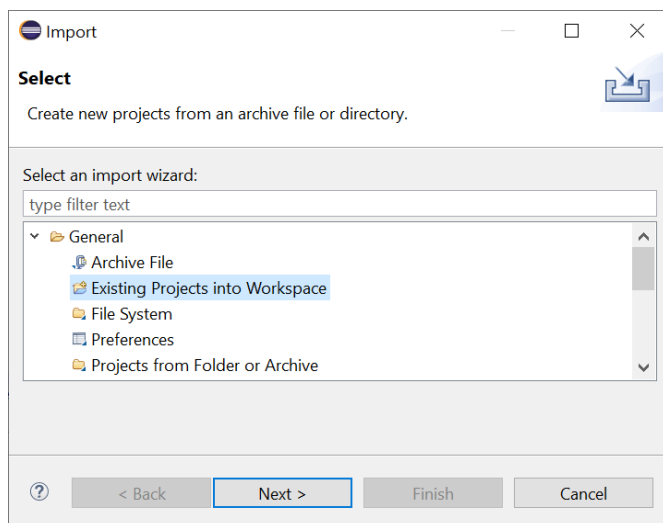 Import
Select
Create new projects from an archive file or directory.
Select an import wizard:
type filter text
General
Archive File
Existing Projects into Workspace
File System
Preferences
Projects from Folder or Archive
?
< Back
Next >
Finish
Cancel